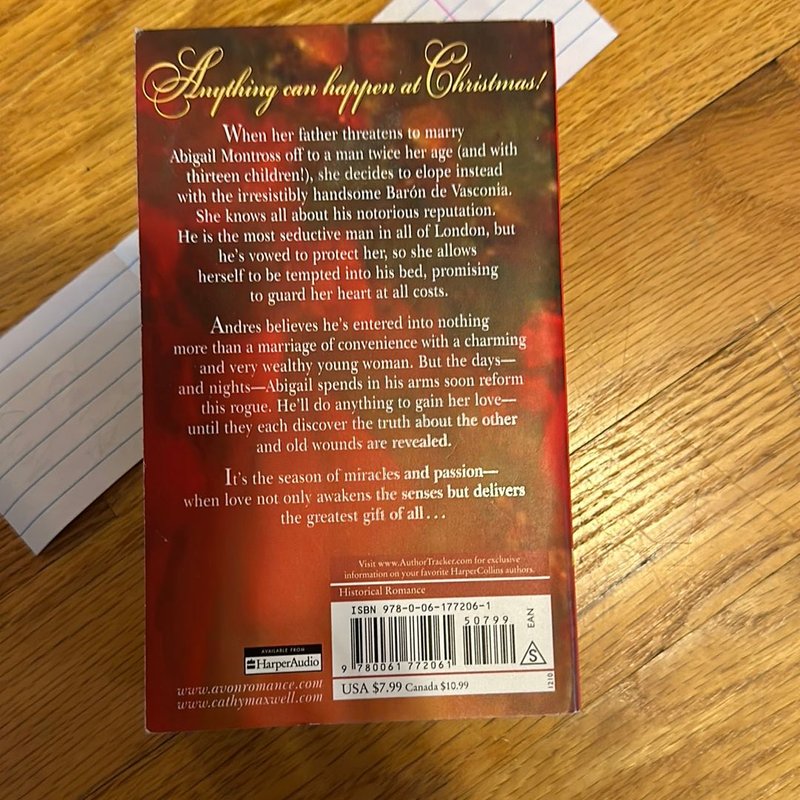 Anything can happen at Christmas!
When her father threatens to marry
Abigail Montross off to a man twice her age (and with
thirteen children!), she decides to elope instead
with the irresistibly handsome Barón de Vasconia.
She knows all about his notorious reputation.
He is the most seductive man in all of London, but
he's vowed to protect her, so she allows
herself to be tempted into his bed, promising
to guard her heart at all costs.
Andres believes he's entered into nothing
more than a marriage of convenience with a charming
and very wealthy young woman. But the days—
and nights—Abigail spends in his arms soon reform
this rogue. He'll do anything to gain her love—
until they each discover the truth about the other
and old wounds are revealed.
It's the season of miracles and passion—
when love not only awakens the senses but delivers
the greatest gift of all . . .
Visit www.AuthorTracker.com for exclusive
information on your favorite HarperCollins authors.
Historical Romance
ISBN 978-0-06-177206-1
50799
EAN
S
9 780061 772061
USA $7.99 Canada $10.99
1210
AVAILABLE FROM
HarperAudio
www.avonromance.com
www.cathymaxwell.com